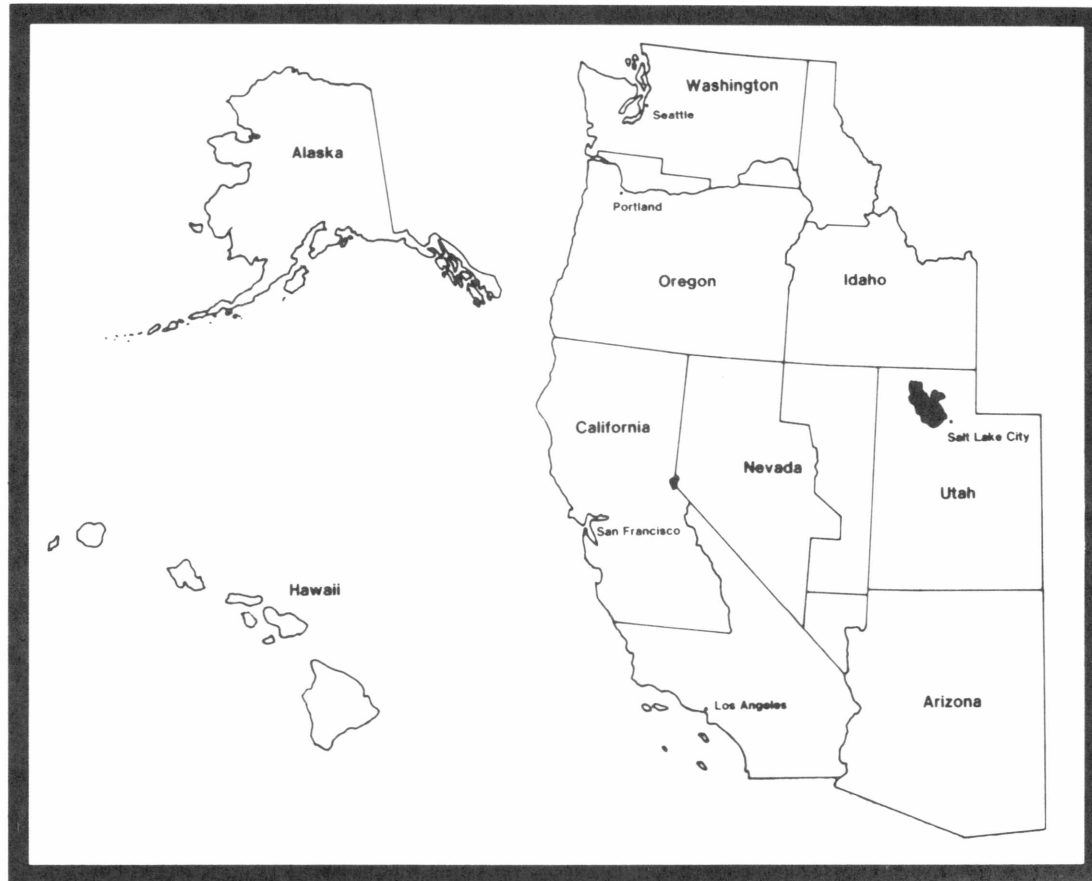 Washington
Seattle
Alaska
Portland
Oregon
Idaho
California
Salt Lake City
Nevada
Utah
San Francisco
Hawaii
Arizona
Los Angeles